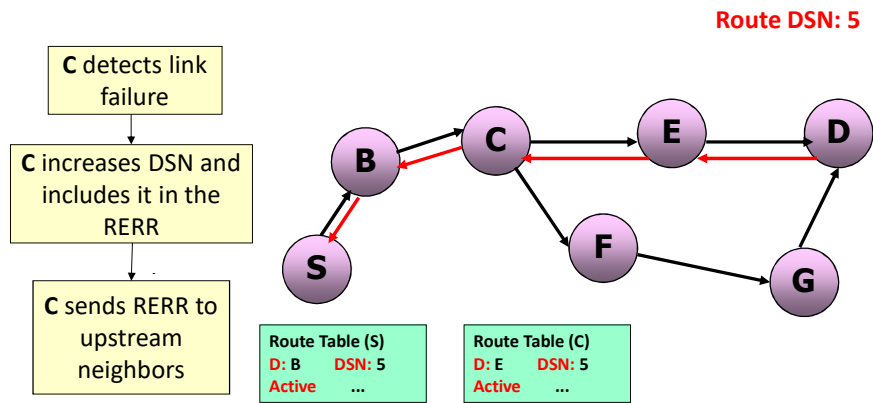 Route DSN: 5
C detects link
failure
C increases DSN and
includes it in the
RERR
C sends RERR to
upstream
neighbors
B
C
E
D
S
F
G
Route Table (S)
D: B DSN: 5
Active ...
Route Table (C)
D: E DSN: 5
Active ...